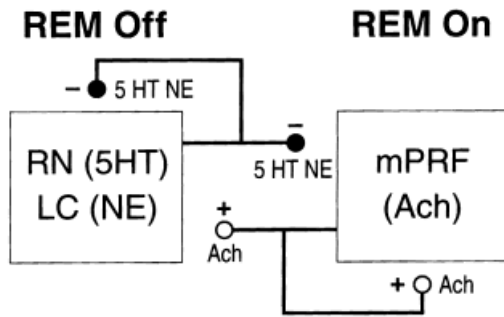 REM Off
REM On
– 5 HT NE
RN (5HT)
LC (NE)
–
5 HT NE
mPRF
(Ach)
+
Ach
+ Ach